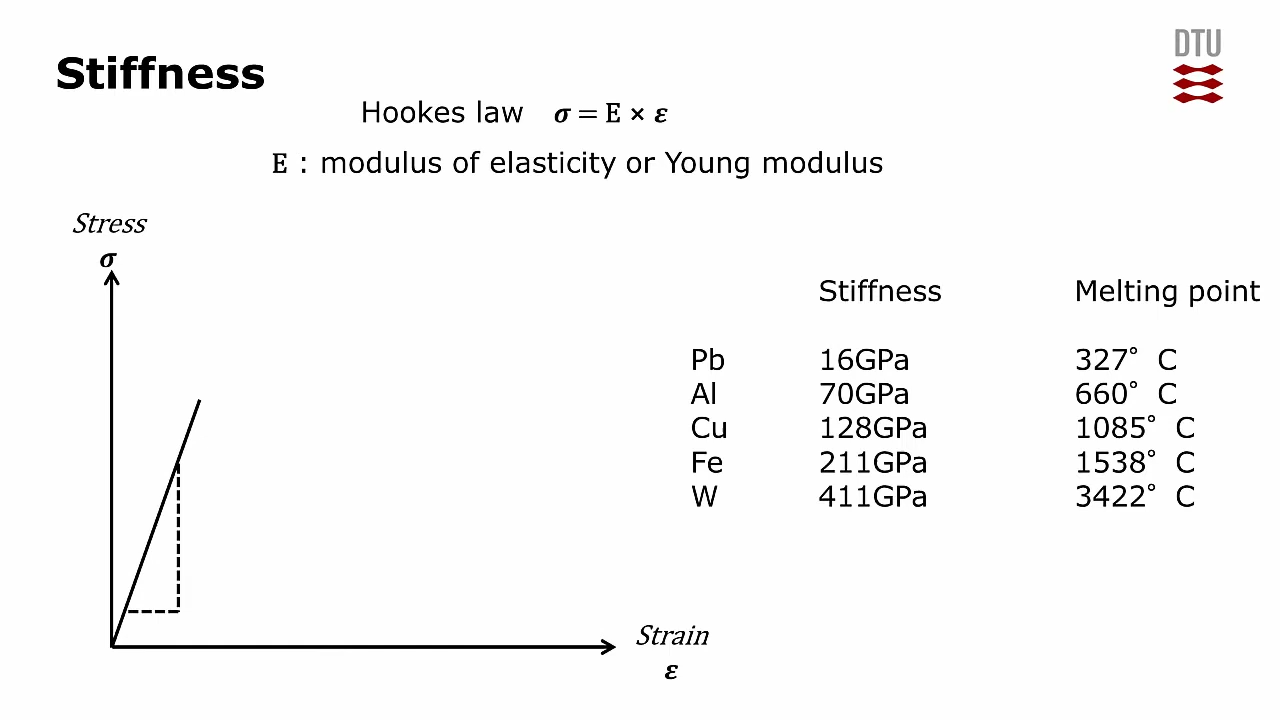 DTU
Stiffness
Hookes law σ = E × ε
E : modulus of elasticity or Young modulus
Stress
σ
Stiffness Melting point
Pb 16GPa 327° C
Al 70GPa 660° C
Cu 128GPa 1085° C
Fe 211GPa 1538° C
W 411GPa 3422° C
Strain
ε